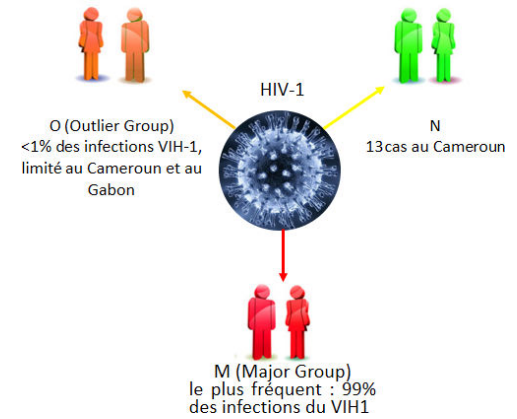 HIV-1
O (Outlier Group)
<1% des infections VIH-1,
limité au Cameroun et au
Gabon
N
13cas au Cameroun
M (Major Group)
le plus fréquent : 99%
des infections du VIH1